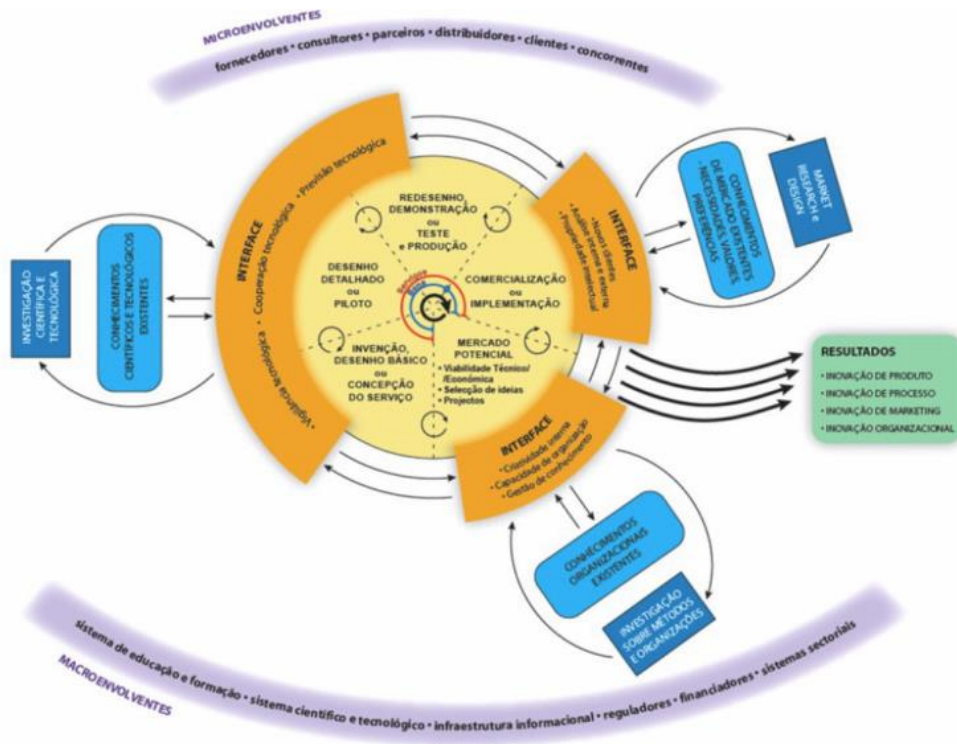 MICROENVOLVENTES
fornecedores • consultores • parceiros • distribuidores • clientes • concorrentes
INTERFACE
• Vigilância tecnológica • Cooperação tecnológica • Previsão tecnológica
INVESTIGAÇÃO
CIENTÍFICA E
TECNOLÓGICA
CONHECIMENTOS
CIENTÍFICOS E TECNOLÓGICOS
EXISTENTES
REDESENHO,
DEMONSTRAÇÃO
ou
TESTE
e PRODUÇÃO
DESENHO
DETALHADO
ou
PILOTO
COMERCIALIZAÇÃO
ou
IMPLEMENTAÇÃO
INVENÇÃO,
DESENHO BÁSICO
ou
CONCEPÇÃO
DO SERVIÇO
MERCADO
POTENCIAL
• Viabilidade Técnico/
/Económica
• Selecção de ideias
• Projectos
INTERFACE
• Novos clientes
• Análise interna e externa
• Propriedade intelectual
CONHECIMENTOS
DE MERCADO EXISTENTES
- NECESSIDADES, VALORES,
PREFERÊNCIAS
MARKET
RESEARCH e
DESIGN
RESULTADOS
• INOVAÇÃO DE PRODUTO
• INOVAÇÃO DE PROCESSO
• INOVAÇÃO DE MARKETING
• INOVAÇÃO ORGANIZACIONAL
INTERFACE
• Criatividade interna
• Capacidade de organização
• Gestão de conhecimento
CONHECIMENTOS
ORGANIZACIONAIS
EXISTENTES
INVESTIGAÇÃO
SOBRE MÉTODOS
E ORGANIZAÇÕES
sistema de educação e formação • sistema científico e tecnológico • infraestrutura informacional • reguladores • financiadores • sistemas sectoriais
MACROENVOLVENTES